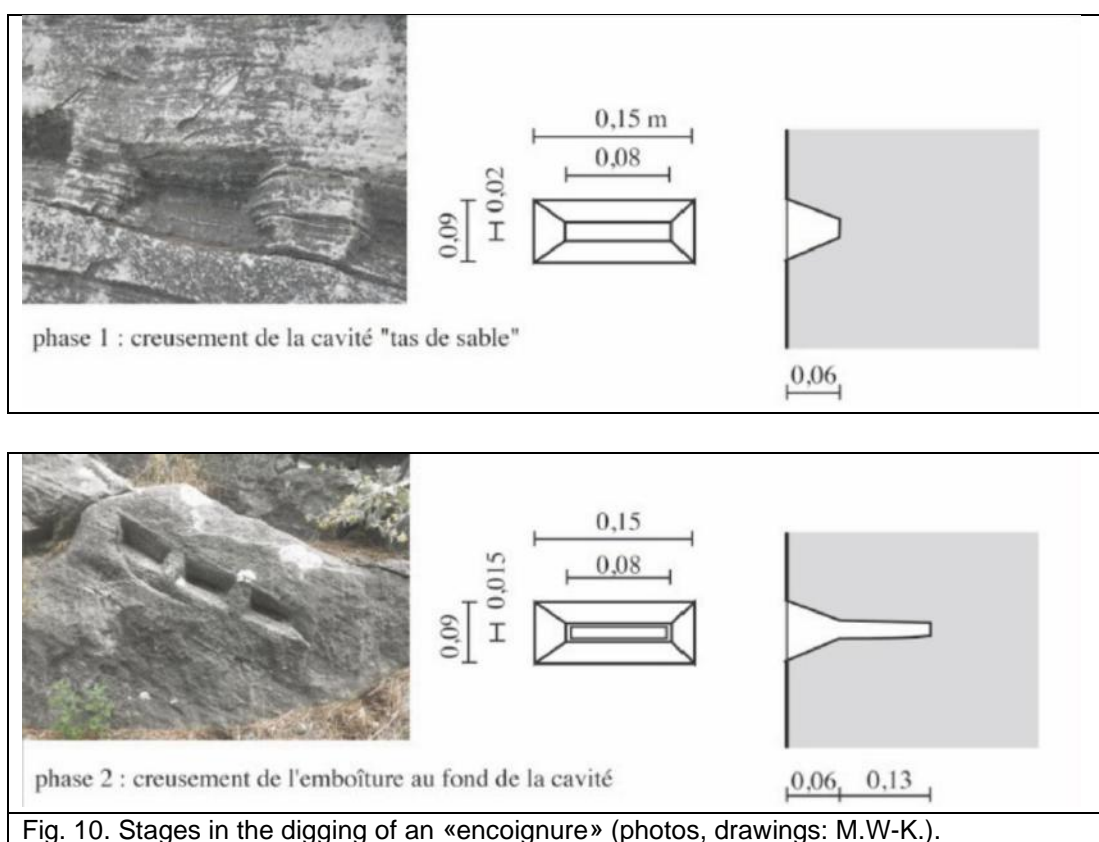 0,15 m
0,08
0,09
0,02
0,06
phase 1 : creusement de la cavité "tas de sable"
0,15
0,08
0,09
0,015
0,06 0,13
phase 2 : creusement de l'emboîture au fond de la cavité
Fig. 10. Stages in the digging of an «encoignure» (photos, drawings: M.W-K.).